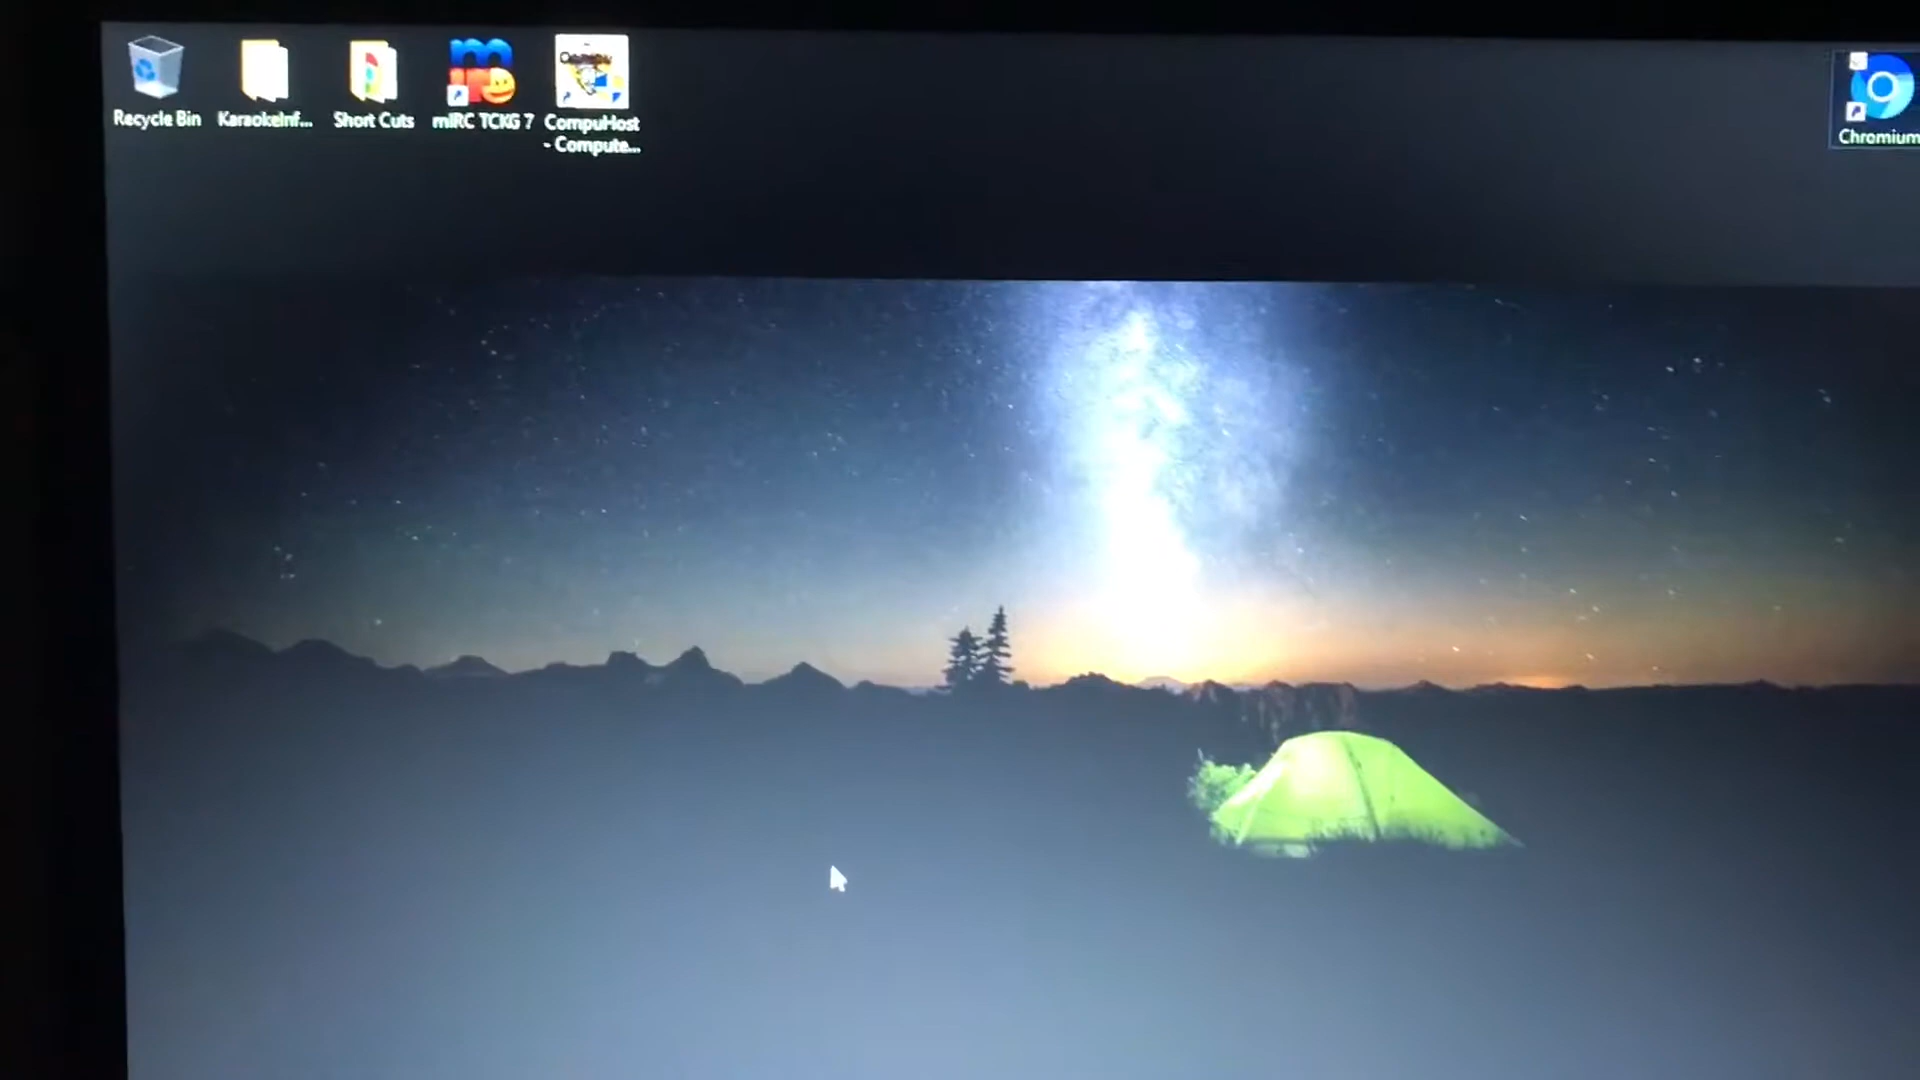 Recycle Bin
KaraokeInf...
Short Cuts
mIRC TCKG 7
CompuHost
- Compute...
Chromium